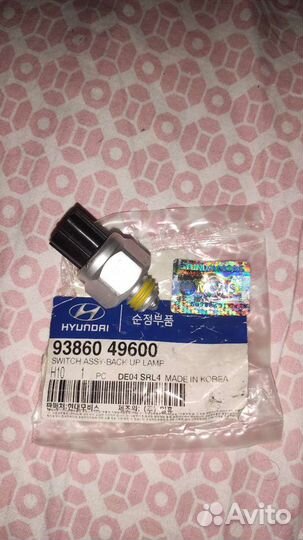 HYUNDAI
순정부품
93860 49600
SWITCH ASSY-BACK UP LAMP
H10 1 PC DE04 SRL4 MADE IN KOREA
Avito